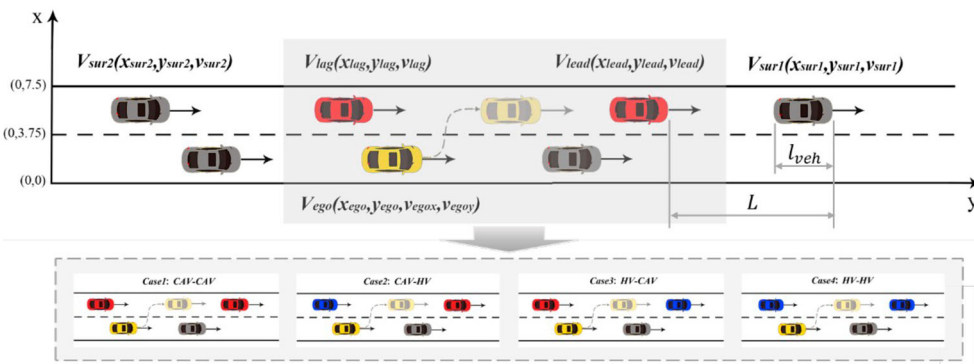 x
V_sur2(x_sur2,y_sur2,v_sur2) V_lag(x_lag,y_lag,v_lag) V_lead(x_lead,y_lead,v_lead) V_sur1(x_sur1,y_sur1,v_sur1)
(0,7.5)
(0,3.75)
l_veh
(0,0)
V_ego(x_ego,y_ego,v_egox,v_egoy)
L
y
Case1: CAV-CAV Case2: CAV-HV Case3: HV-CAV Case4: HV-HV